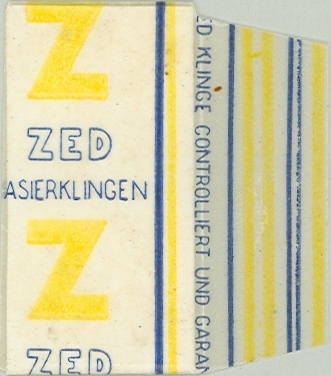 Z
ZED
ASIERKLINGEN
Z
ZED
ED KLINGE CONTROLLIERT UND GARAN